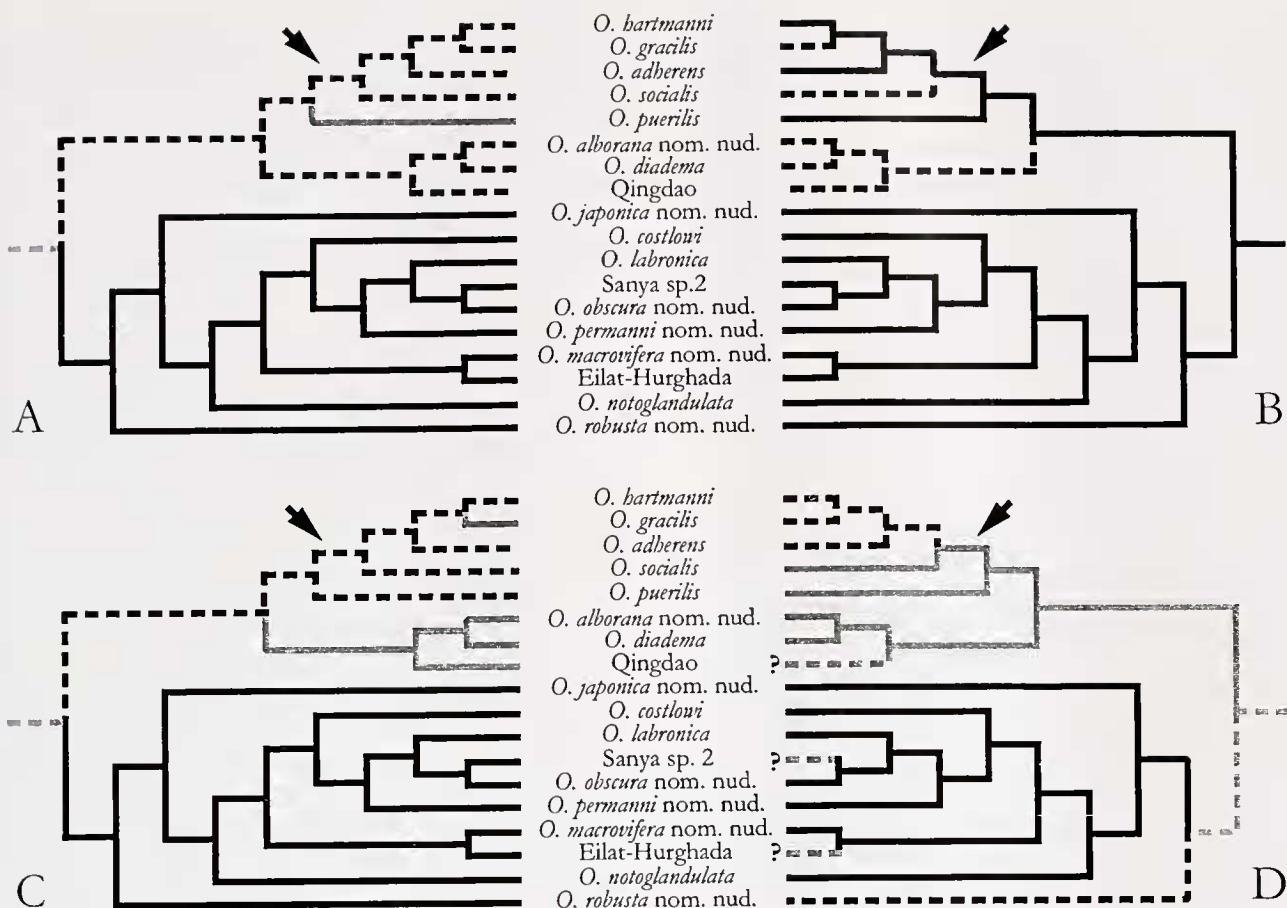 O. hartmanni
O. gracilis
O. adherens
O. socialis
O. puerilis
O. alborana nom. nud.
O. diadema
Qingdao
O. japonica nom. nud.
O. costlowi
O. labronica
Sanya sp.2
O. obscura nom. nud.
O. permanni nom. nud.
O. macrovifera nom. nud.
Eilat-Hurghada
O. notoglandulata
O. robusta nom. nud.
A
B
O. hartmanni
O. gracilis
O. adherens
O. socialis
O. puerilis
O. alborana nom. nud.
O. diadema
Qingdao ?
O. japonica nom. nud.
O. costlowi
O. labronica
Sanya sp. 2 ?
O. obscura nom. nud.
O. permanni nom. nud.
O. macrovifera nom. nud.
Eilat-Hurghada ?
O. notoglandulata
O. robusta nom. nud.
C
D